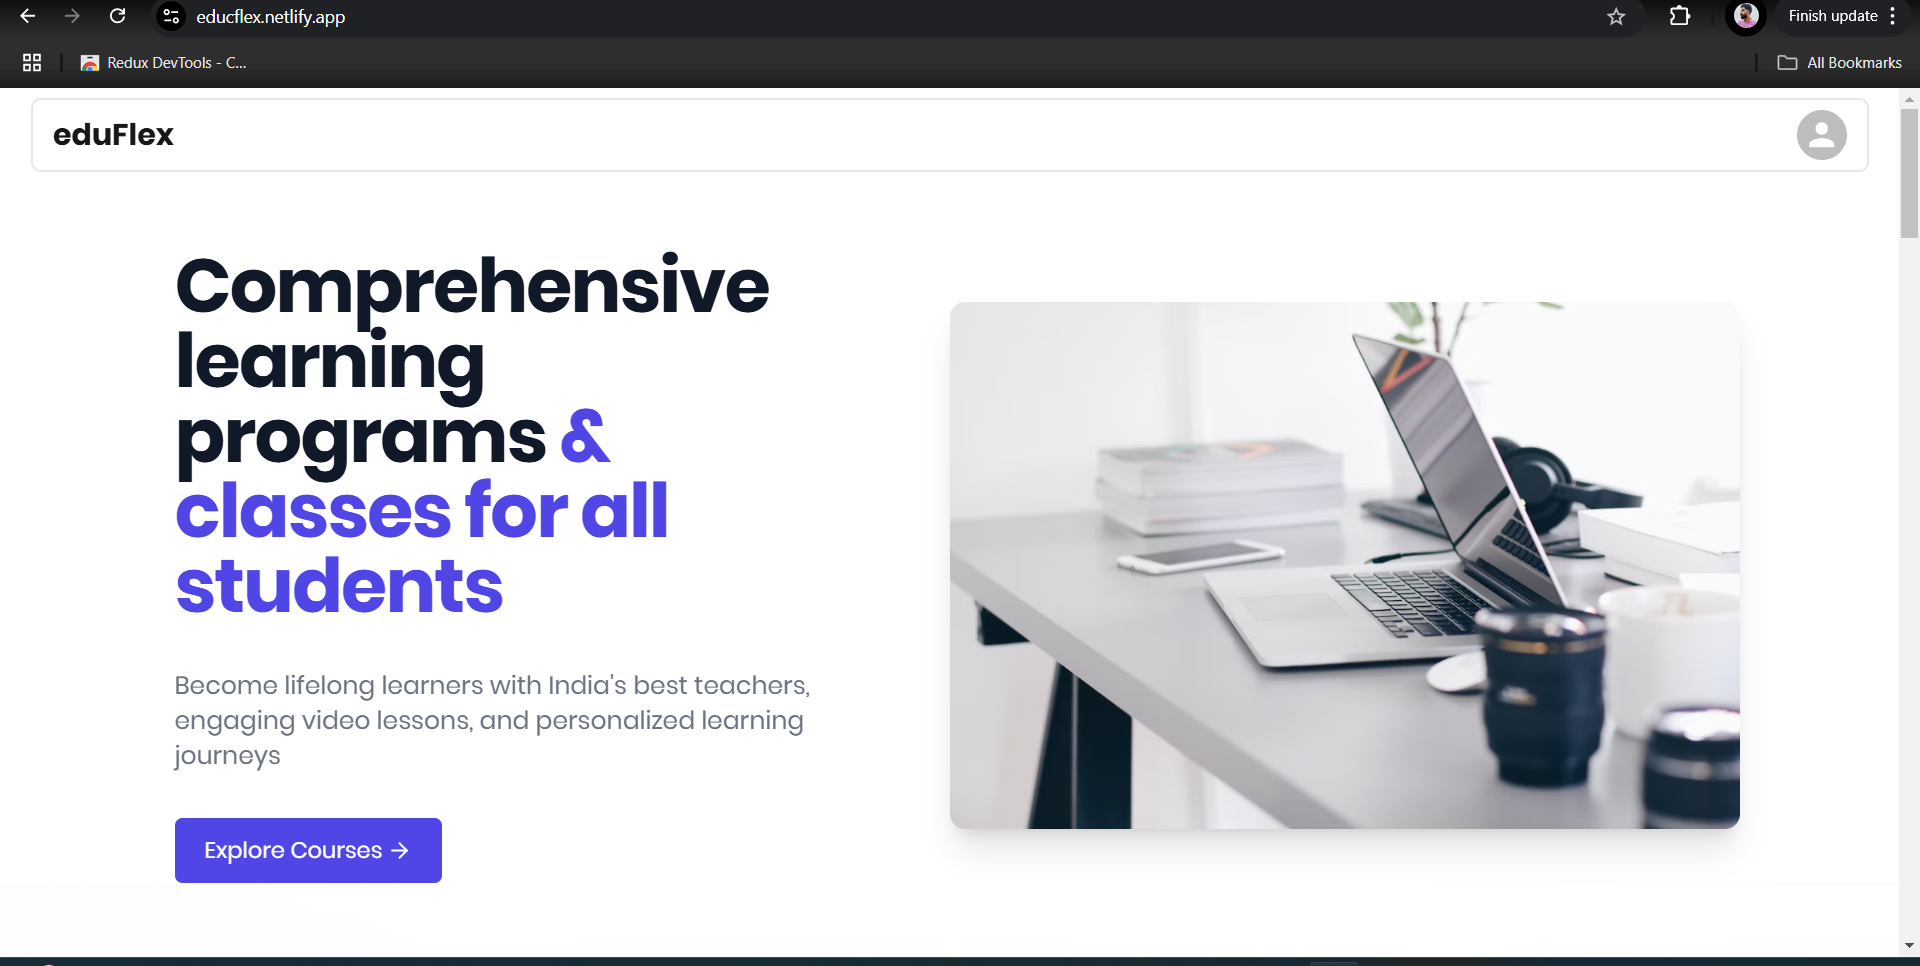 educflex.netlify.app
Finish update
Redux DevTools - C...
All Bookmarks
eduFlex
Comprehensive
learning
programs &
classes for all
students
Become lifelong learners with India's best teachers,
engaging video lessons, and personalized learning
journeys
Explore Courses →